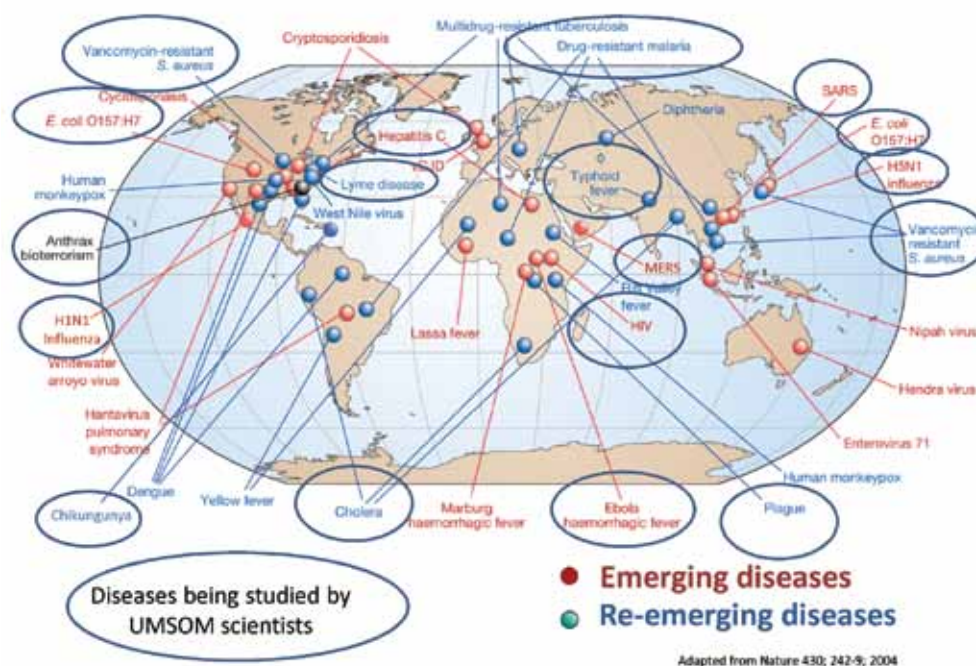 Multidrug-resistant tuberculosis
Cryptosporidiosis
Drug-resistant malaria
Vancomycin-resistant
S. aureus
Cyclosporiasis
E. coli O157:H7
Hepatitis C
vCJD
Diphtheria
SARS
E. coli
O157:H7
H5N1
influenza
Human
monkeypox
Lyme disease
West Nile virus
Typhoid
fever
Vancomycin
resistant
S. aureus
Anthrax
bioterrorism
MERS
Rift Valley
fever
HIV
H1N1
Influenza
Whitewater
arroyo virus
Lassa fever
Nipah virus
Hendra virus
Hantavirus
pulmonary
syndrome
Enterovirus 71
Dengue
Yellow fever
Chikungunya
Cholera
Marburg
haemorrhagic fever
Ebola
haemorrhagic fever
Human monkeypox
Plague
Diseases being studied by
UMSOM scientists
Emerging diseases
Re-emerging diseases
Adapted from Nature 430; 242-9; 2004